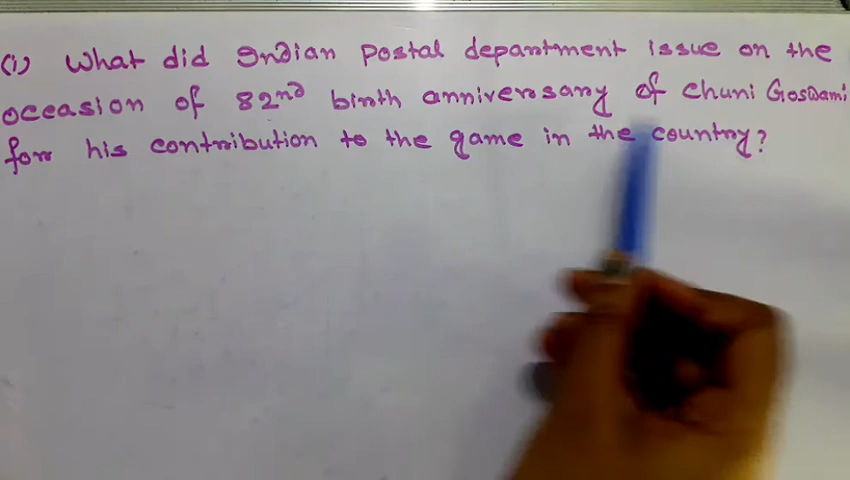 (1) What did Indian Postal department issue on the
occasion of 82nd birth anniversary of Chuni Goswami
for his contribution to the game in the country?